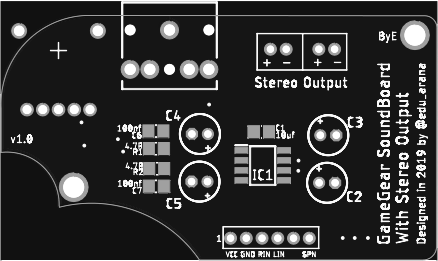 ByE
+ - + -
Stereo Output
C4
100nf
C6
4.7R
R2
4.7R
R1
100nf
C7
C5
C1
10uf
IC1
C3
C2
+
+
+
+
v1.0
1
VCC GND RIN LIN SPN
GameGear SoundBoard
With Stereo Output
Designed in 2019 by @edu_arana